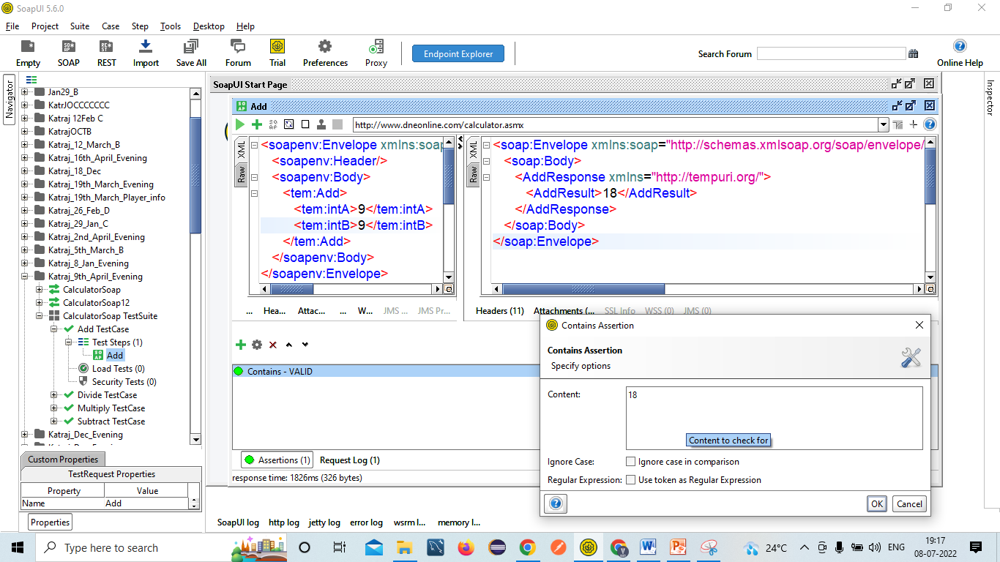 SoapUI 5.6.0
File Project Suite Case Step Tools Desktop Help
Empty SOAP REST Import Save All Forum Trial Preferences Proxy Endpoint Explorer Search Forum Online Help
Navigator
Jan29_B
KatrJOCCCCCCC
Katraj 12Feb C
KatrajOCTB
Katraj_12_March_B
Katraj_16th_April_Evening
Katraj_18_Dec
Katraj_19th_March_Evening
Katraj_19th_March_Player_info
Katraj_26_Feb_D
Katraj_29_Jan_C
Katraj_2nd_April_Evening
Katraj_5th_March_B
Katraj_8_Jan_Evening
Katraj_9th_April_Evening
CalculatorSoap
CalculatorSoap12
CalculatorSoap TestSuite
Add TestCase
Test Steps (1)
Add
Load Tests (0)
Security Tests (0)
Divide TestCase
Multiply TestCase
Subtract TestCase
Katraj_Dec_Evening
Custom Properties
TestRequest Properties
Property Value
Name Add
Properties
SoapUI Start Page
Add
http://www.dneonline.com/calculator.asmx
XML
Raw
<soapenv:Envelope xmlns:soap
<soapenv:Header/>
<soapenv:Body>
<tem:Add>
<tem:intA>9</tem:intA>
<tem:intB>9</tem:intB>
</tem:Add>
</soapenv:Body>
</soapenv:Envelope>
... Hea... Attac... ... W... JMS ... JMS Pr...
XML
Raw
<soap:Envelope xmlns:soap="http://schemas.xmlsoap.org/soap/envelope/
<soap:Body>
<AddResponse xmlns="http://tempuri.org/">
<AddResult>18</AddResult>
</AddResponse>
</soap:Body>
</soap:Envelope>
Headers (11) Attachments (... SSL Info WSS (0) JMS (0)
Inspector
Contains - VALID
Assertions (1) Request Log (1)
response time: 1826ms (326 bytes)
Contains Assertion
Contains Assertion
Specify options
Content: 18
Content to check for
Ignore Case: Ignore case in comparison
Regular Expression: Use token as Regular Expression
OK Cancel
SoapUI log http log jetty log error log wsrm l... memory l...
Type here to search
24°C ENG 19:17
08-07-2022